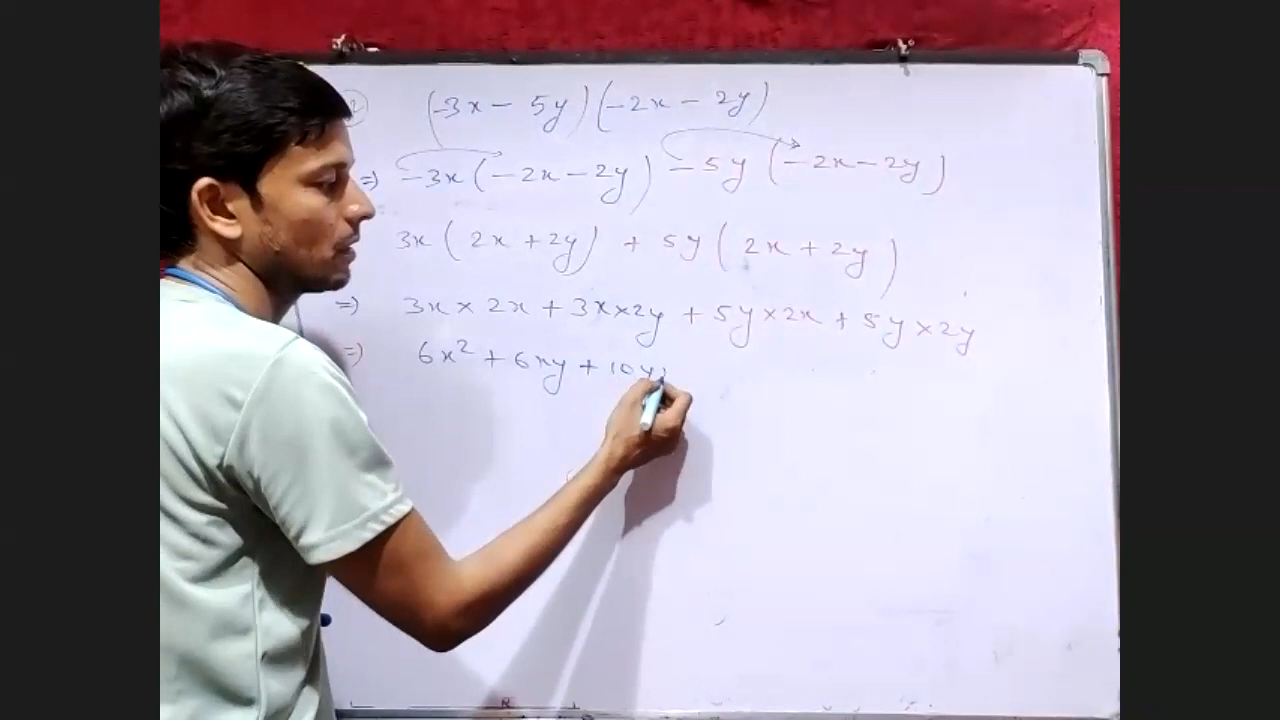 (-3x - 5y)(-2x - 2y)
=) -3x(-2x - 2y) - 5y(-2x - 2y)
3x(2x + 2y) + 5y(2x + 2y)
=) 3x × 2x + 3x × 2y + 5y × 2x + 5y × 2y
=) 6x² + 6xy + 10y